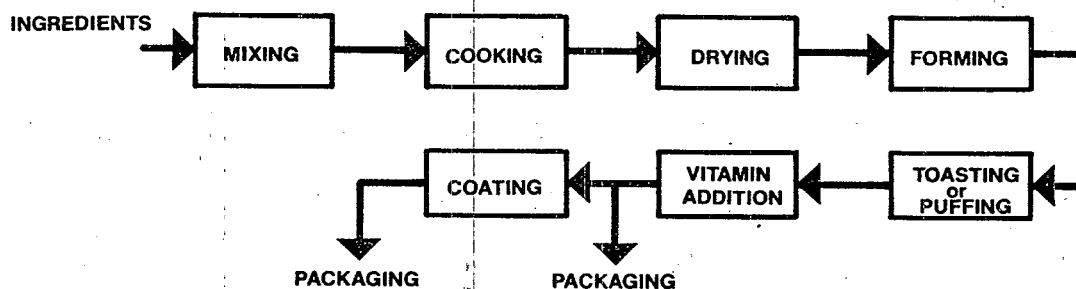 INGREDIENTS
MIXING
COOKING
DRYING
FORMING
TOASTING
or
PUFFING
VITAMIN
ADDITION
COATING
PACKAGING
PACKAGING